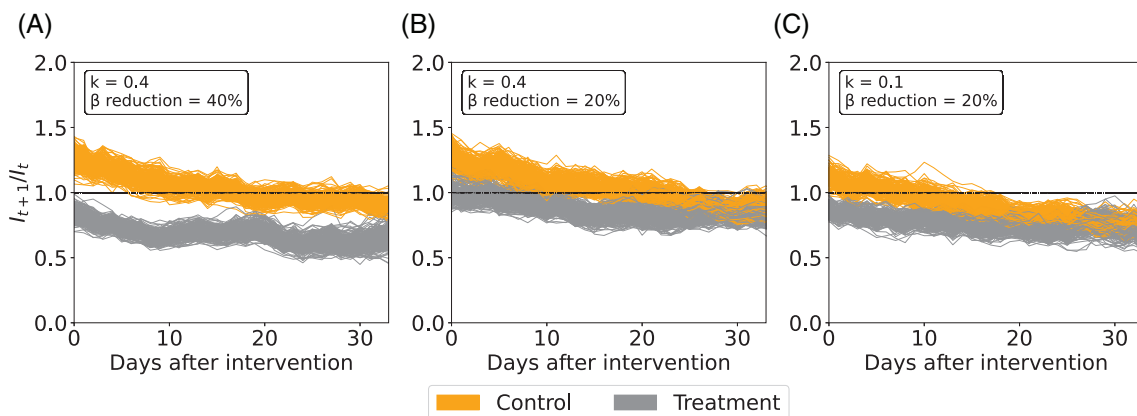 (A)
(B)
(C)
k = 0.4
β reduction = 40%
k = 0.4
β reduction = 20%
k = 0.1
β reduction = 20%
I_{t+1}/I_t
2.0
1.5
1.0
0.5
0.0
2.0
1.5
1.0
0.5
0.0
2.0
1.5
1.0
0.5
0.0
0 10 20 30
0 10 20 30
0 10 20 30
Days after intervention
Days after intervention
Days after intervention
Control Treatment